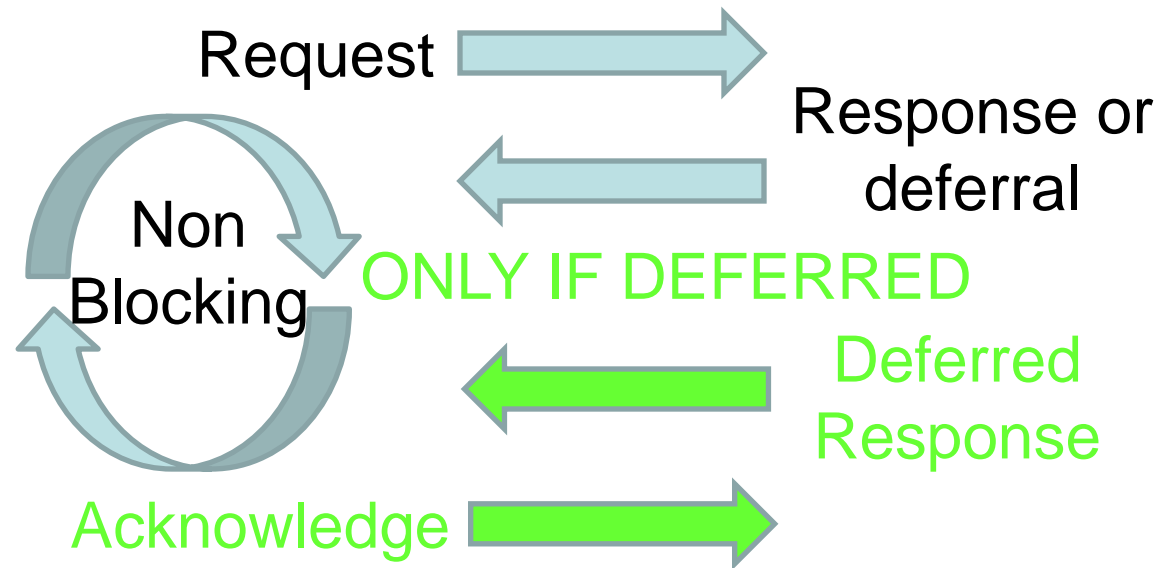 Request
Response or
deferral
Non
Blocking
ONLY IF DEFERRED
Deferred
Response
Acknowledge